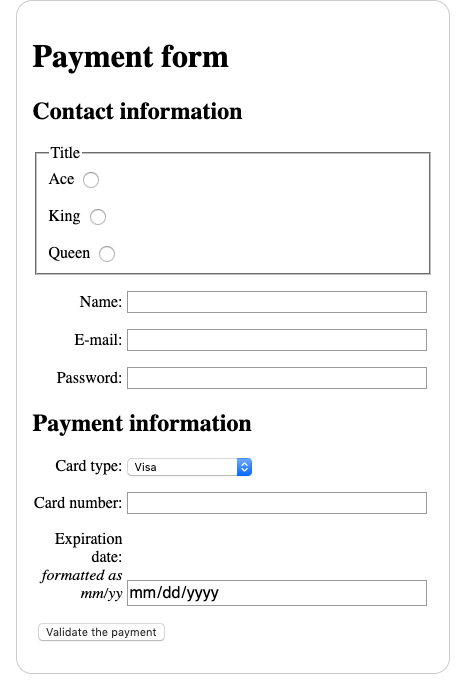 Payment form
Contact information
Title
Ace
King
Queen
Name:
E-mail:
Password:
Payment information
Card type: Visa
Card number:
Expiration
date:
formatted as
mm/yy mm/dd/yyyy
Validate the payment